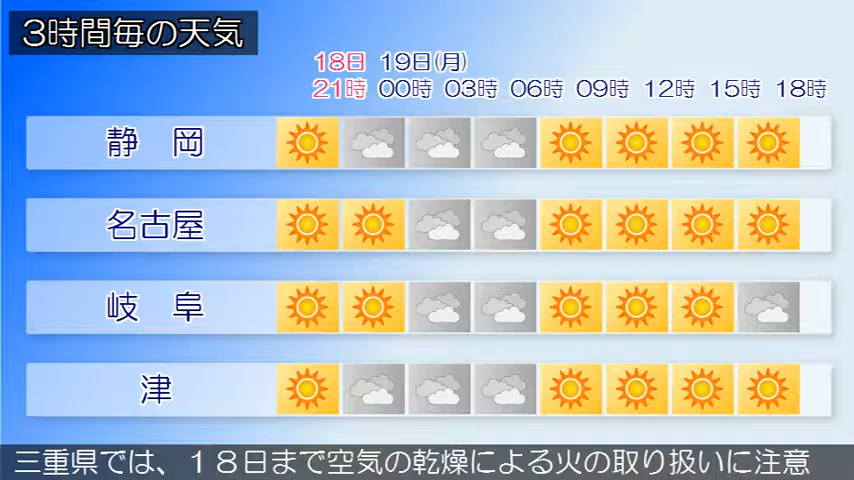 3時間毎の天気
18日 19日(月)
21時 00時 03時 06時 09時 12時 15時 18時
静　岡
名古屋
岐　阜
津
三重県では、１８日まで空気の乾燥による火の取り扱いに注意